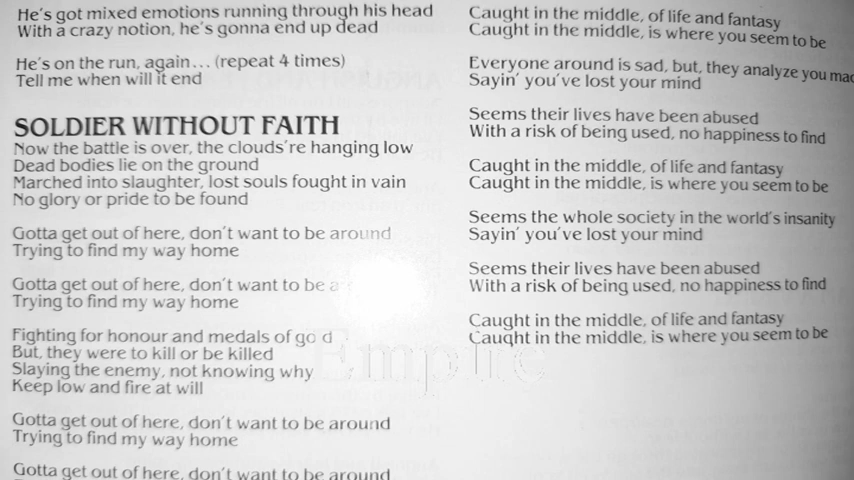 He's got mixed emotions running through his head
With a crazy notion, he's gonna end up dead
He's on the run, again... (repeat 4 times)
Tell me when will it end
SOLDIER WITHOUT FAITH
Now the battle is over, the clouds're hanging low
Dead bodies lie on the ground
Marched into slaughter, lost souls fought in vain
No glory or pride to be found
Gotta get out of here, don't want to be around
Trying to find my way home
Gotta get out of here, don't want to be
Trying to find my way home
Fighting for honour and medals of gold
But, they were to kill or be killed
Slaying the enemy, not knowing why
Keep low and fire at will
Gotta get out of here, don't want to be around
Trying to find my way home
Gotta get out of here, don't want to be around
Caught in the middle, of life and fantasy
Caught in the middle, is where you seem to be
Everyone around is sad, but, they analyze you
Sayin' you've lost your mind
Seems their lives have been abused
With a risk of being used, no happiness to find
Caught in the middle, of life and fantasy
Caught in the middle, is where you seem to be
Seems the whole society in the world's insanity
Sayin' you've lost your mind
Seems their lives have been abused
With a risk of being used, no happiness to find
Caught in the middle, of life and fantasy
Caught in the middle, is where you seem to be
Empire